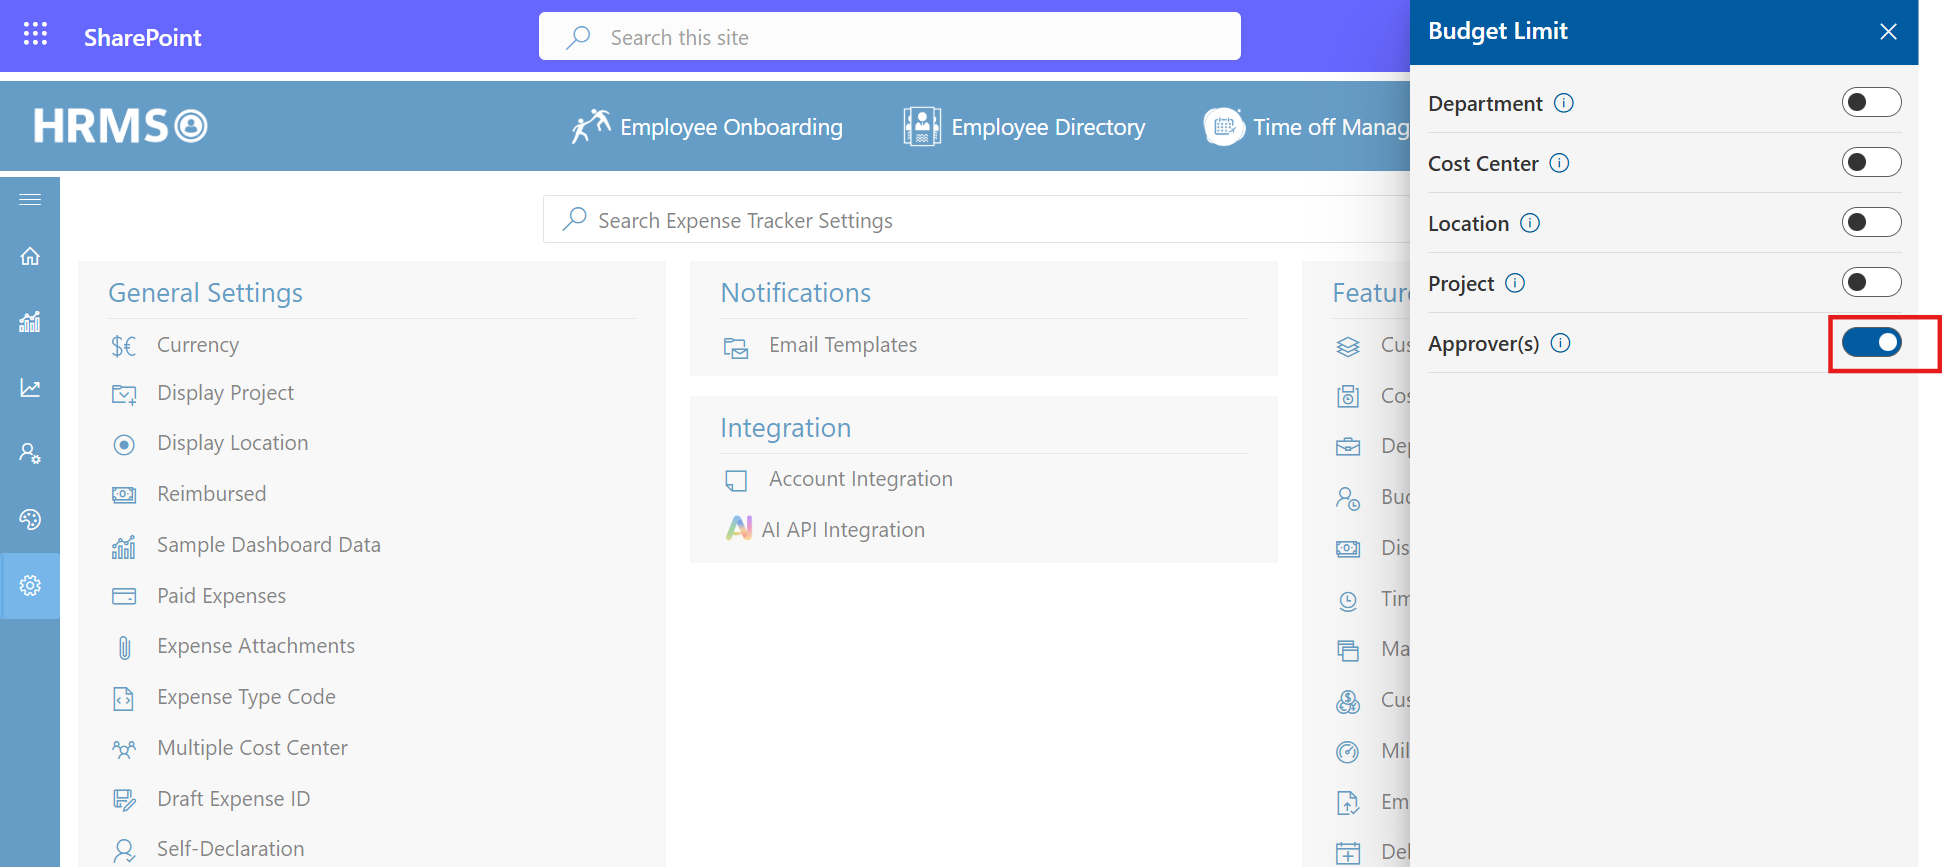 SharePoint
Search this site
Budget Limit
HRMS
Employee Onboarding
Employee Directory
Time off Manag
Search Expense Tracker Settings
General Settings
Currency
Display Project
Display Location
Reimbursed
Sample Dashboard Data
Paid Expenses
Expense Attachments
Expense Type Code
Multiple Cost Center
Draft Expense ID
Self-Declaration
Notifications
Email Templates
Integration
Account Integration
AI AI API Integration
Featur
Cus
Cos
Dep
Bud
Dis
Tim
Ma
Cus
Mil
Em
Del
Department
Cost Center
Location
Project
Approver(s)